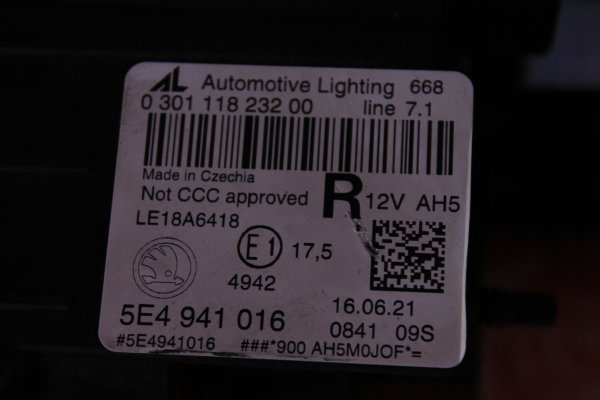 AL Automotive Lighting 668
0 301 118 232 00 line 7.1
Made in Czechia
Not CCC approved R 12V AH5
LE18A6418
E1 17,5
4942
16.06.21
5E4 941 016 0841 09S
#5E4941016 ###*900 AH5M0JOF*=